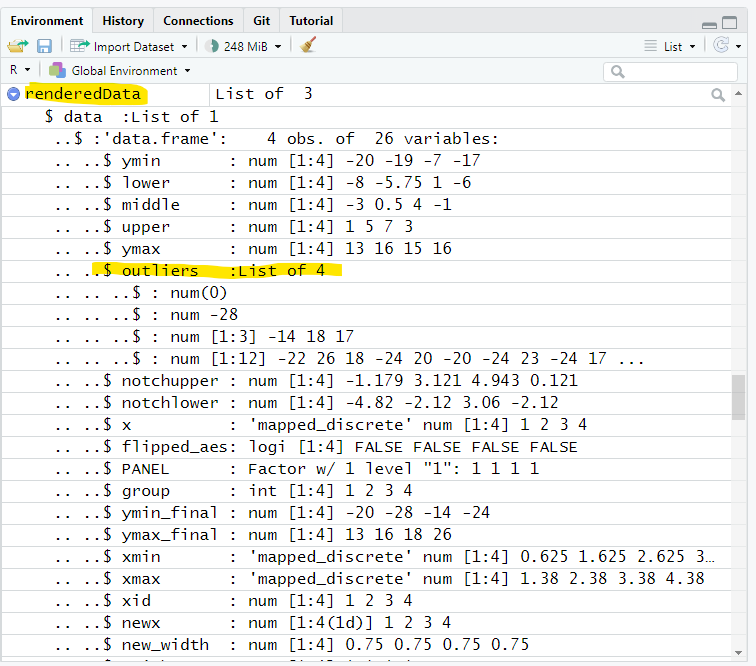 Environment History Connections Git Tutorial
Import Dataset 248 MiB List
R Global Environment
renderedData List of 3
$ data :List of 1
..$ :'data.frame': 4 obs. of 26 variables:
.. ..$ ymin : num [1:4] -20 -19 -7 -17
.. ..$ lower : num [1:4] -8 -5.75 1 -6
.. ..$ middle : num [1:4] -3 0.5 4 -1
.. ..$ upper : num [1:4] 1 5 7 3
.. ..$ ymax : num [1:4] 13 16 15 16
.. ..$ outliers :List of 4
.. .. ..$ : num(0)
.. .. ..$ : num -28
.. .. ..$ : num [1:3] -14 18 17
.. .. ..$ : num [1:12] -22 26 18 -24 20 -20 -24 23 -24 17 ...
.. ..$ notchupper : num [1:4] -1.179 3.121 4.943 0.121
.. ..$ notchlower : num [1:4] -4.82 -2.12 3.06 -2.12
.. ..$ x : 'mapped_discrete' num [1:4] 1 2 3 4
.. ..$ flipped_aes: logi [1:4] FALSE FALSE FALSE FALSE
.. ..$ PANEL : Factor w/ 1 level "1": 1 1 1 1
.. ..$ group : int [1:4] 1 2 3 4
.. ..$ ymin_final : num [1:4] -20 -28 -14 -24
.. ..$ ymax_final : num [1:4] 13 16 18 26
.. ..$ xmin : 'mapped_discrete' num [1:4] 0.625 1.625 2.625 3…
.. ..$ xmax : 'mapped_discrete' num [1:4] 1.38 2.38 3.38 4.38
.. ..$ xid : num [1:4] 1 2 3 4
.. ..$ newx : num [1:4(1d)] 1 2 3 4
.. ..$ new_width : num [1:4] 0.75 0.75 0.75 0.75